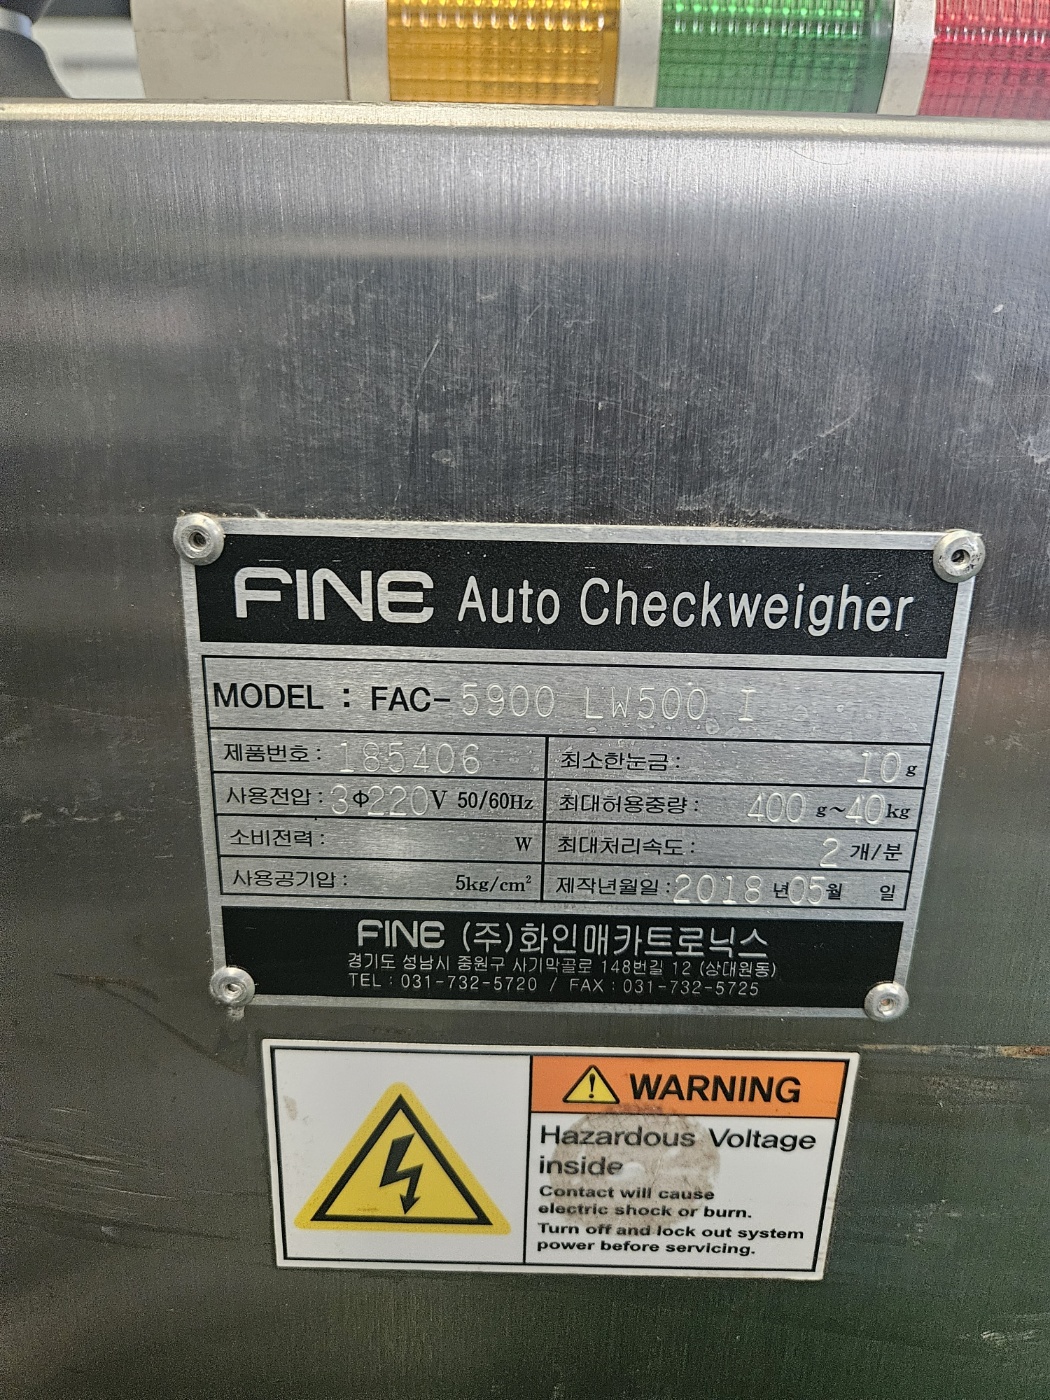 FINE Auto Checkweigher
MODEL : FAC- 5900 LW500 I
제품번호 : 185406
최소한눈금 : 10 g
사용전압 : 3 Φ 220 V 50/60Hz
최대허용중량 : 400 g~40kg
소비전력 : W
최대처리속도 : 2 개/분
사용공기압 : 5kg/cm²
제작년월일 : 2018 년 05 월 일
FINE (주)화인매카트로닉스
경기도 성남시 중원구 사기막골로 148번길 12 (상대원동)
TEL : 031-732-5720 / FAX : 031-732-5725
WARNING
Hazardous Voltage
inside
Contact will cause
electric shock or burn.
Turn off and lock out system
power before servicing.